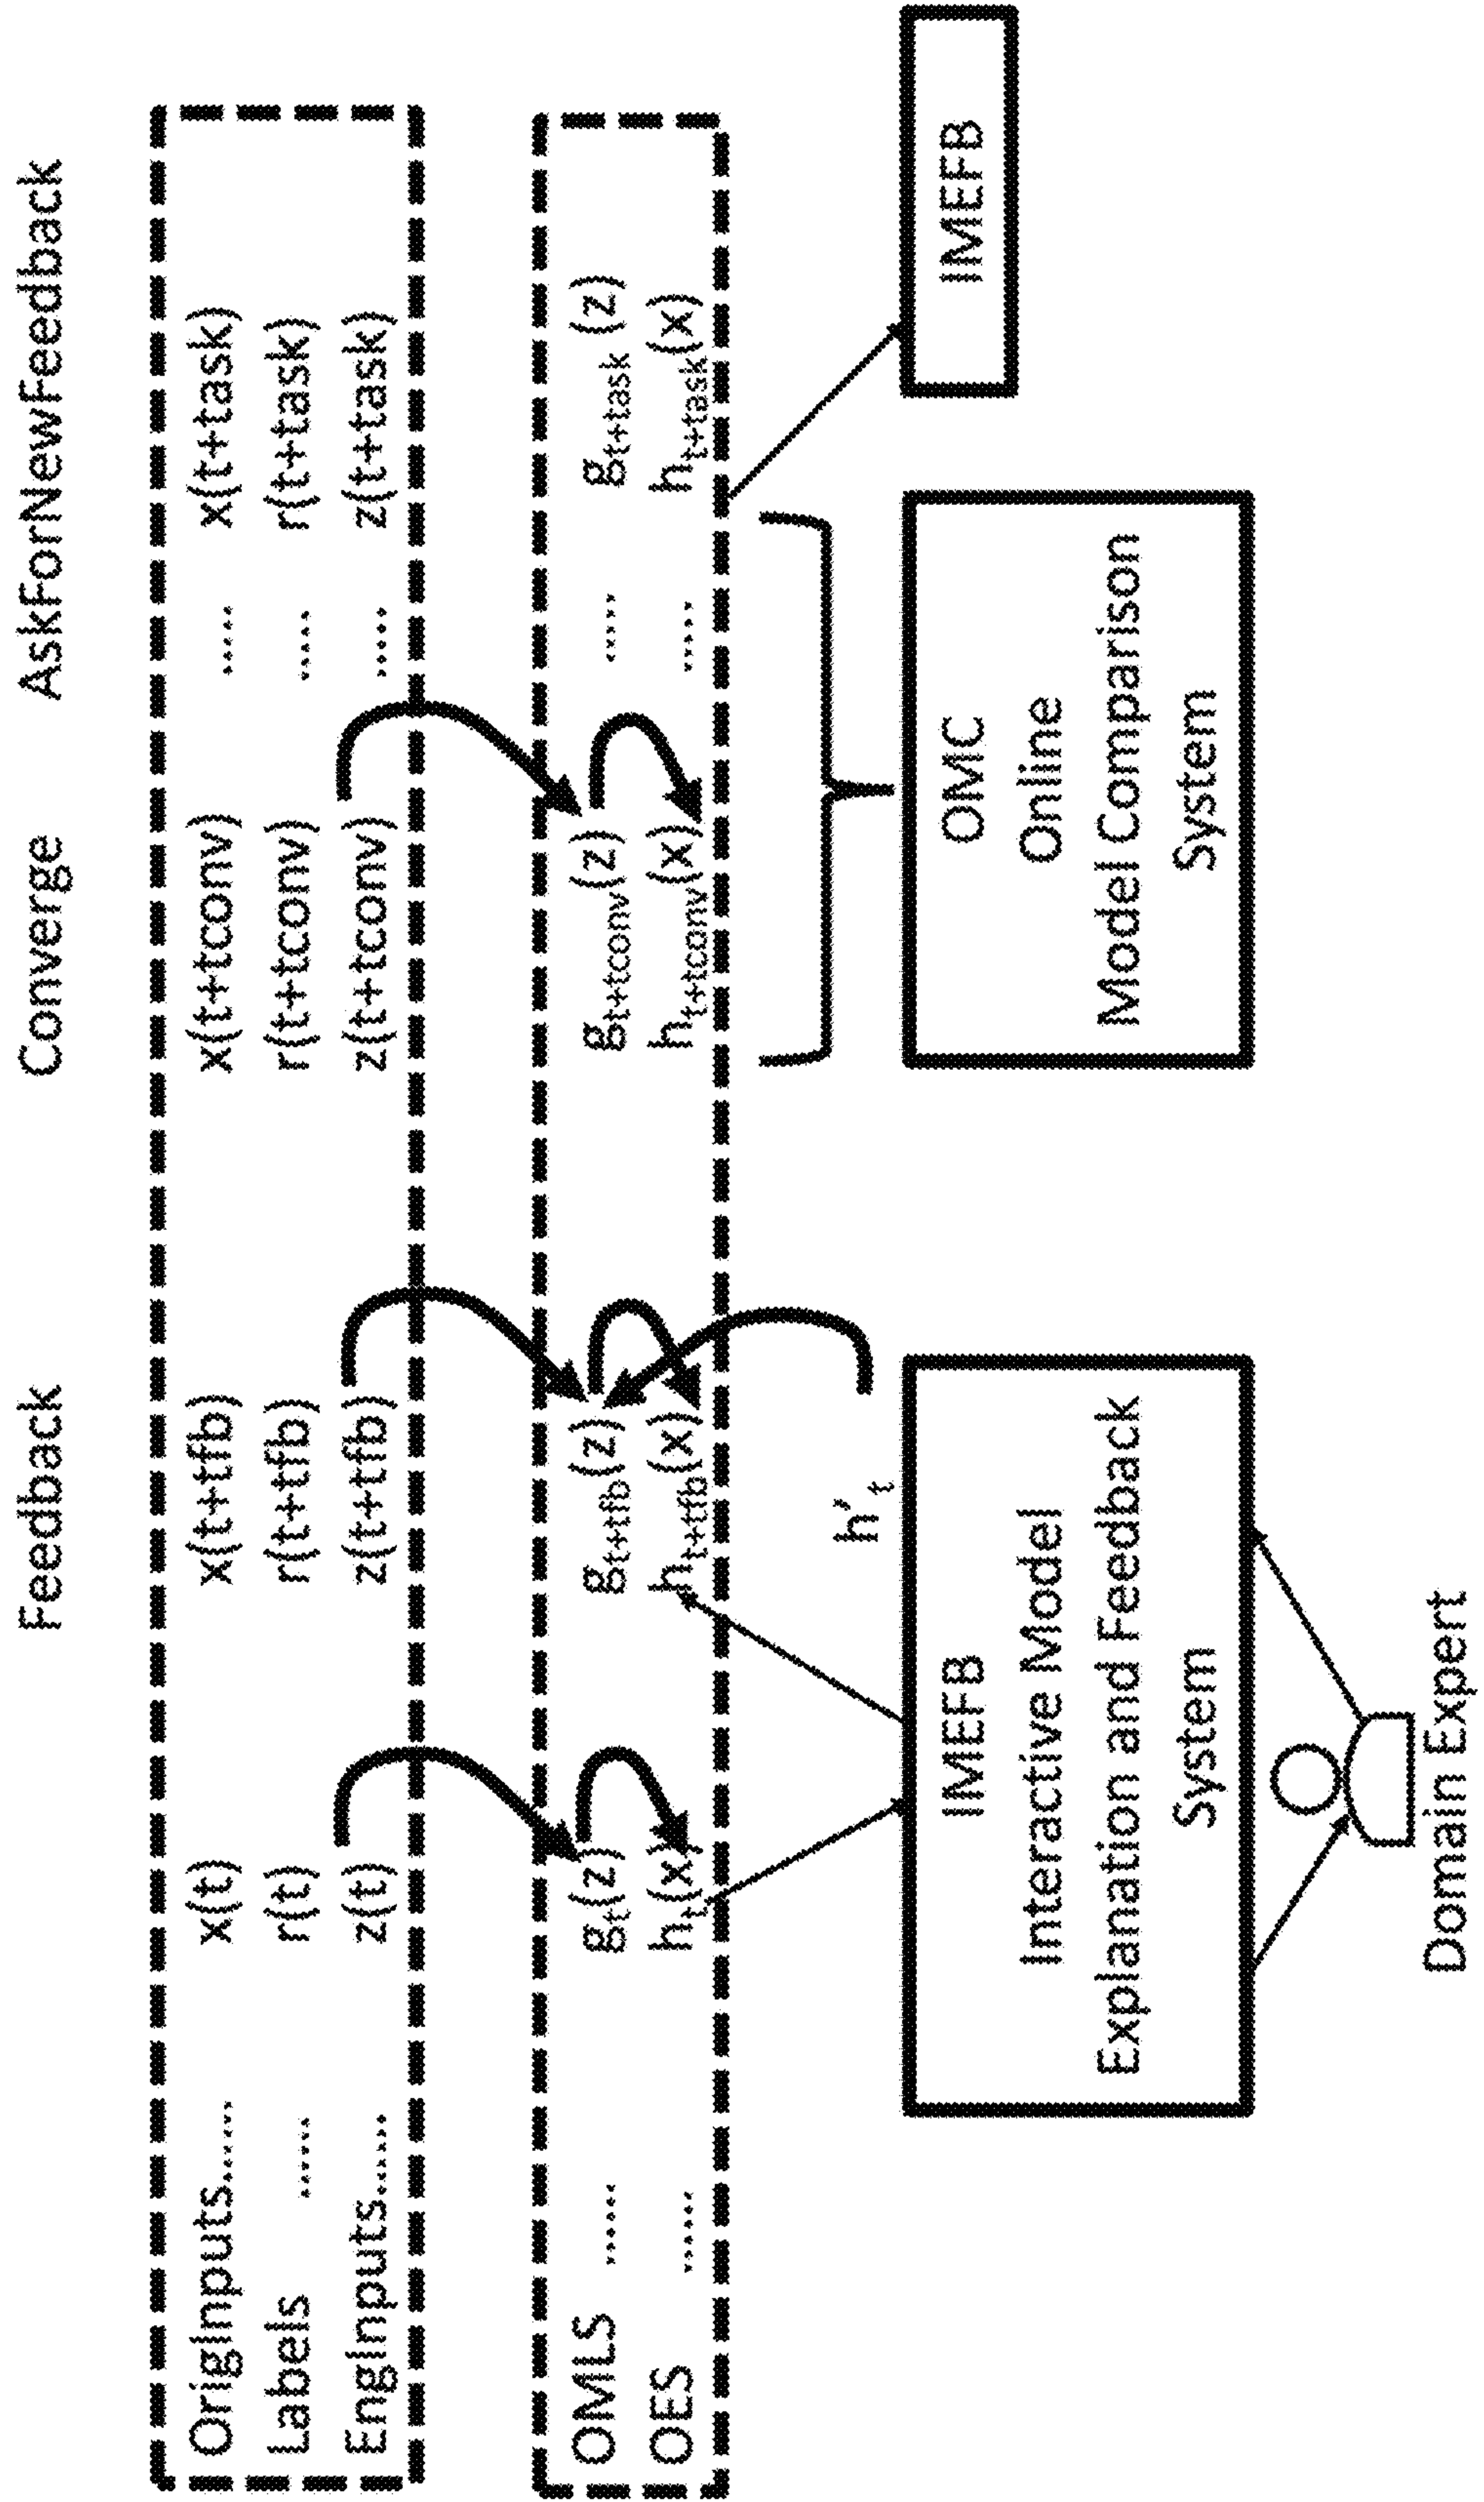 Feedback Converge AskForNewFeedback
OrigInputs..... x(t) x(t+tfb) x(t+tconv) ..... x(t+task)
Labels ..... r(t) r(t+tfb) r(t+tconv) ..... r(t+task)
EngInputs..... z(t) z(t+tfb) z(t+tconv) ..... z(t+task)
OMLS ...... gt(z) gt+tfb(z) gt+tconv(z) ..... gt+task (z)
OES ...... ht(x) ht+tfb(x) ht+tconv(x) ..... ht+task(x)
h't
IMEFB
Interactive Model
Explanation and Feedback
System
OMC
Online
Model Comparison
System
IMEFB
Domain Expert